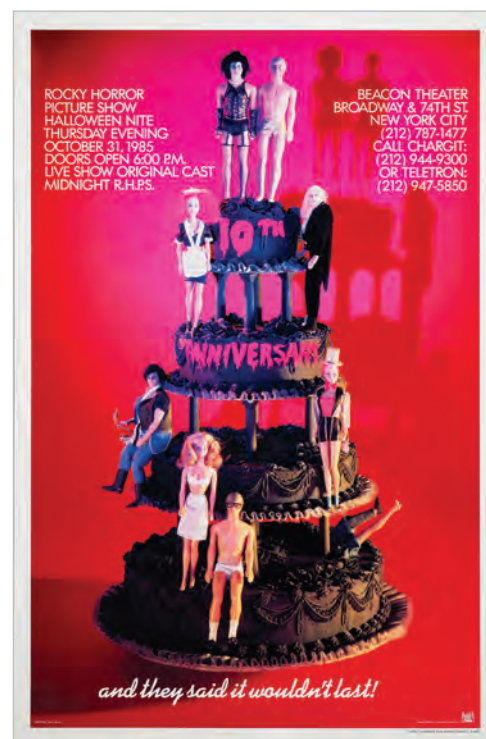 ROCKY HORROR
PICTURE SHOW
HALLOWEEN NITE
THURSDAY EVENING
OCTOBER 31, 1985
DOORS OPEN 6:00 P.M.
LIVE SHOW ORIGINAL CAST
MIDNIGHT R.H.P.S.
BEACON THEATER
BROADWAY & 74TH ST.
NEW YORK CITY
(212) 787-1477
CALL CHARGIT:
(212) 944-9300
OR TELETRON:
(212) 947-5850
10TH
ANNIVERSARY
and they said it wouldn't last!